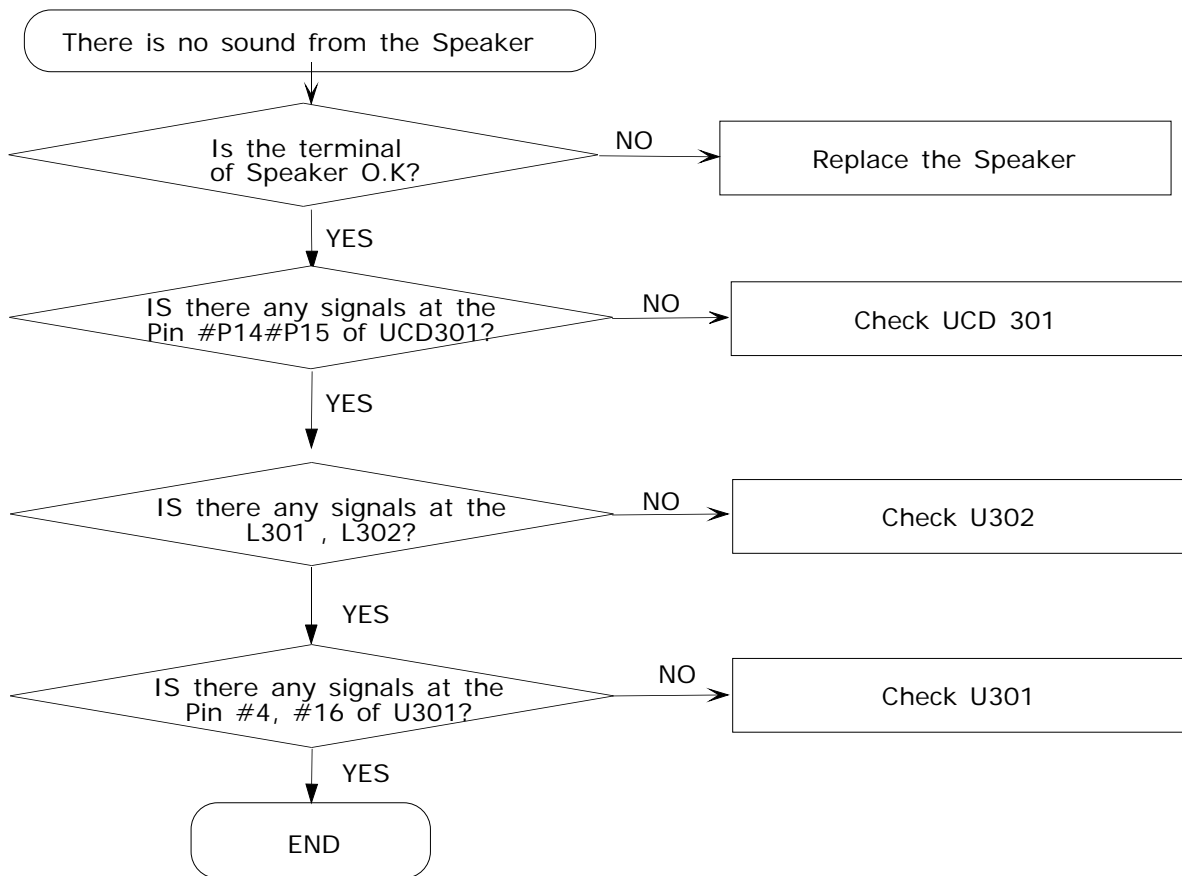 There is no sound from the Speaker
Is the terminal
of Speaker O.K?
NO
Replace the Speaker
YES
IS there any signals at the
Pin #P14#P15 of UCD301?
NO
Check UCD 301
YES
IS there any signals at the
L301 , L302?
NO
Check U302
YES
IS there any signals at the
Pin #4, #16 of U301?
NO
Check U301
YES
END